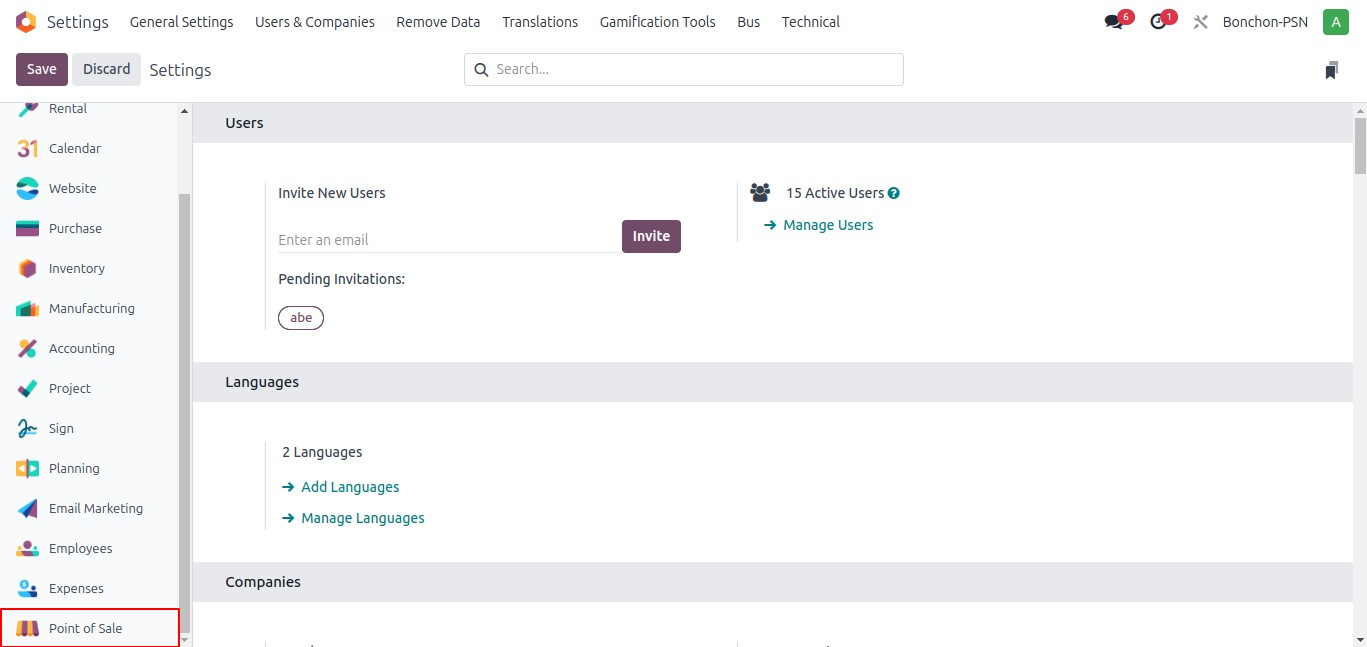 Settings General Settings Users & Companies Remove Data Translations Gamification Tools Bus Technical 6 1 Bonchon-PSN A
Save Discard Settings Search...
Rental
Calendar
Website
Purchase
Inventory
Manufacturing
Accounting
Project
Sign
Planning
Email Marketing
Employees
Expenses
Point of Sale
Users
Invite New Users
Enter an email Invite
Pending Invitations:
abe
15 Active Users ?
Manage Users
Languages
2 Languages
Add Languages
Manage Languages
Companies